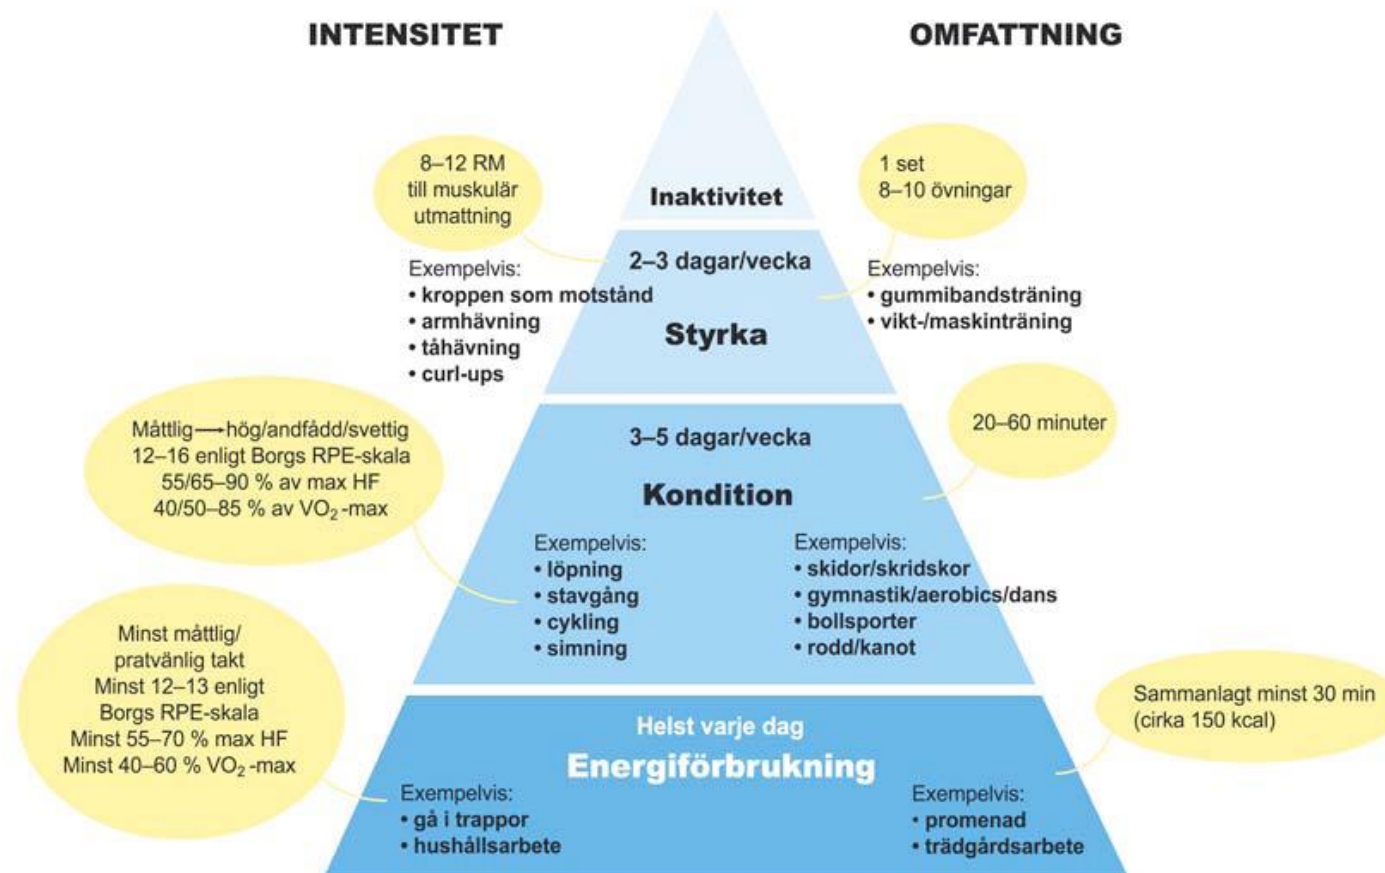 INTENSITET
OMFATTNING
8–12 RM
till muskulär
utmattning
1 set
8–10 övningar
Inaktivitet
2–3 dagar/vecka
Styrka
Exempelvis:
• kroppen som motstånd
• armhävning
• tåhävning
• curl-ups
Exempelvis:
• gummibandsträning
• vikt-/maskinträning
Måttlig→hög/andfådd/svettig
12–16 enligt Borgs RPE-skala
55/65–90 % av max HF
40/50–85 % av VO₂-max
20–60 minuter
3–5 dagar/vecka
Kondition
Exempelvis:
• löpning
• stavgång
• cykling
• simning
Exempelvis:
• skidor/skridskor
• gymnastik/aerobics/dans
• bollsporter
• rodd/kanot
Minst måttlig/
pratvänlig takt
Minst 12–13 enligt
Borgs RPE-skala
Minst 55–70 % max HF
Minst 40–60 % VO₂-max
Sammanlagt minst 30 min
(cirka 150 kcal)
Helst varje dag
Energiförbrukning
Exempelvis:
• gå i trappor
• hushållsarbete
Exempelvis:
• promenad
• trädgårdsarbete